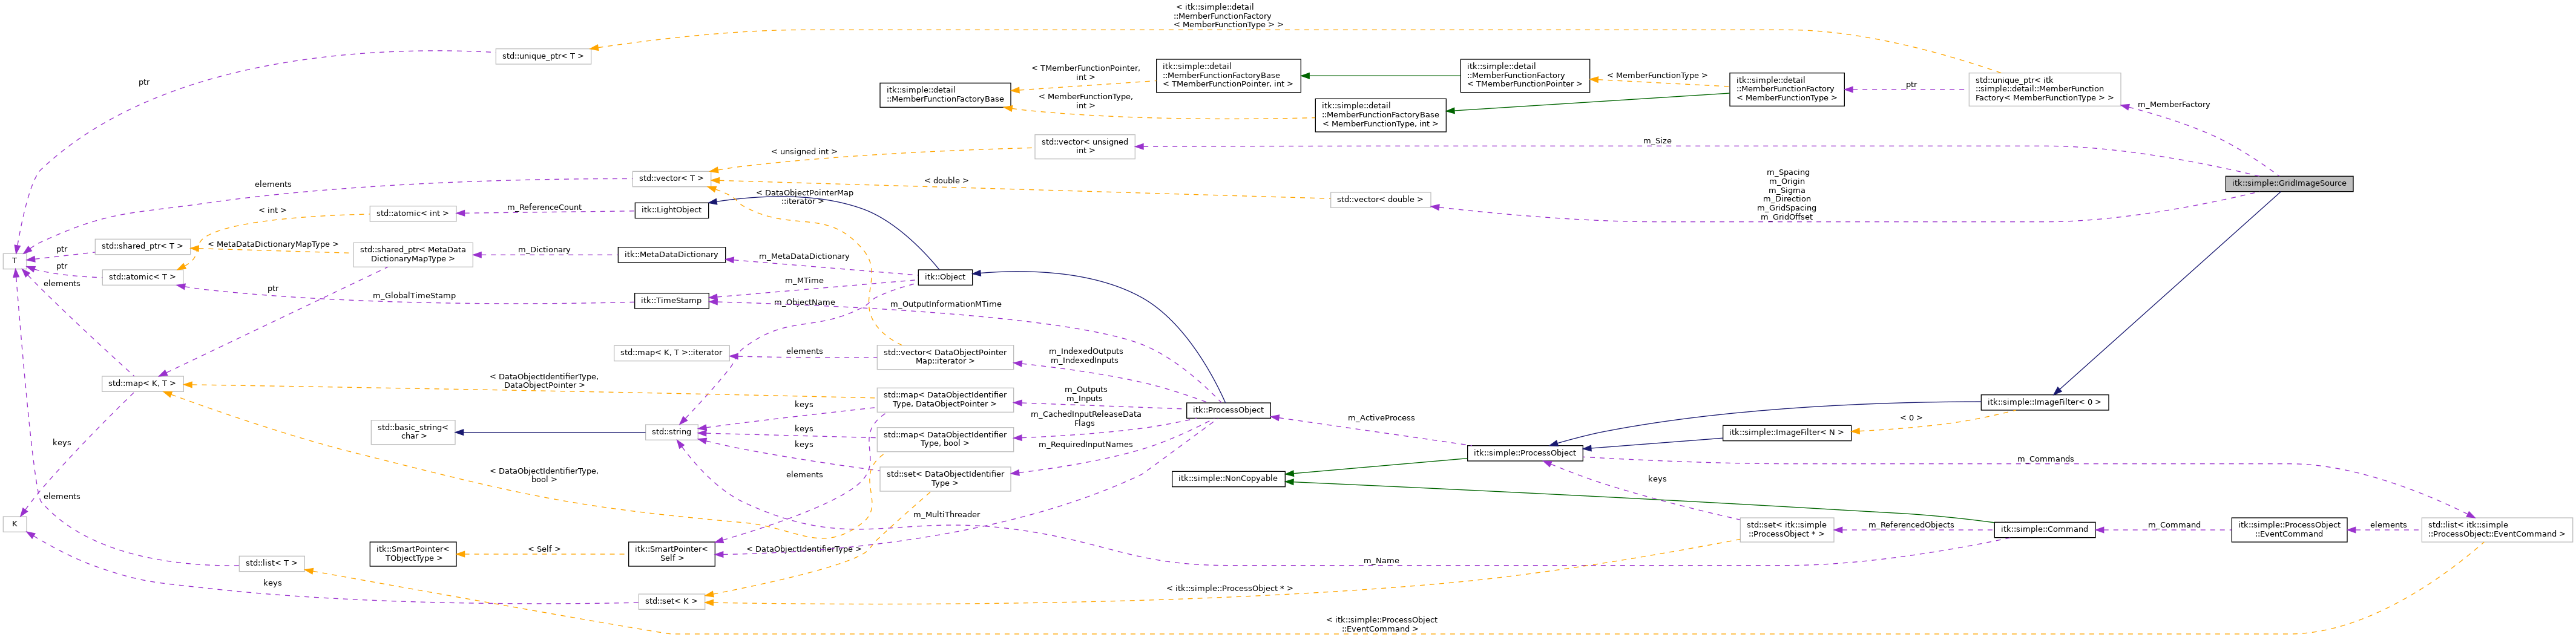 < itk::simple::detail
::MemberFunctionFactory
< MemberFunctionType > >
std::unique_ptr< T >
ptr
itk::simple::detail
::MemberFunctionFactoryBase
< TMemberFunctionPointer,
int >
< MemberFunctionType,
int >
itk::simple::detail
::MemberFunctionFactoryBase
< TMemberFunctionPointer, int >
itk::simple::detail
::MemberFunctionFactoryBase
< MemberFunctionType, int >
itk::simple::detail
::MemberFunctionFactory
< TMemberFunctionPointer >
< MemberFunctionType >
itk::simple::detail
::MemberFunctionFactory
< MemberFunctionType >
ptr
std::unique_ptr< itk
::simple::detail::MemberFunction
Factory< MemberFunctionType > >
m_MemberFactory
std::vector< unsigned
int >
m_Size
< unsigned int >
itk::simple::GridImageSource
std::vector< T >
elements
< double >
std::vector< double >
m_Spacing
m_Origin
m_Sigma
m_Direction
m_GridSpacing
m_GridOffset
< DataObjectPointerMap
::iterator >
itk::LightObject
m_ReferenceCount
std::atomic< int >
< int >
std::shared_ptr< T >
ptr
< MetaDataDictionaryMapType >
std::shared_ptr< MetaData
DictionaryMapType >
m_Dictionary
itk::MetaDataDictionary
m_MetaDataDictionary
T
std::atomic< T >
ptr
itk::Object
elements
ptr
m_GlobalTimeStamp
itk::TimeStamp
m_MTime
m_ObjectName
m_OutputInformationMTime
std::map< K, T >::iterator
elements
std::vector< DataObjectPointer
Map::iterator >
m_IndexedOutputs
m_IndexedInputs
std::map< K, T >
< DataObjectIdentifierType,
DataObjectPointer >
std::map< DataObjectIdentifier
Type, DataObjectPointer >
m_Outputs
m_Inputs
keys
itk::ProcessObject
m_ActiveProcess
itk::simple::ImageFilter< 0 >
< 0 >
itk::simple::ImageFilter< N >
std::basic_string<
char >
std::string
keys
keys
std::map< DataObjectIdentifier
Type, bool >
m_CachedInputReleaseData
Flags
m_RequiredInputNames
itk::simple::ProcessObject
m_Commands
keys
< DataObjectIdentifierType,
bool >
elements
std::set< DataObjectIdentifier
Type >
itk::simple::NonCopyable
keys
elements
m_MultiThreader
K
std::set< itk::simple
::ProcessObject * >
m_ReferencedObjects
itk::simple::Command
m_Command
itk::simple::ProcessObject
::EventCommand
elements
std::list< itk::simple
::ProcessObject::EventCommand >
itk::SmartPointer<
TObjectType >
< Self >
itk::SmartPointer<
Self >
< DataObjectIdentifierType >
m_Name
std::list< T >
keys
std::set< K >
< itk::simple::ProcessObject * >
< itk::simple::ProcessObject
::EventCommand >